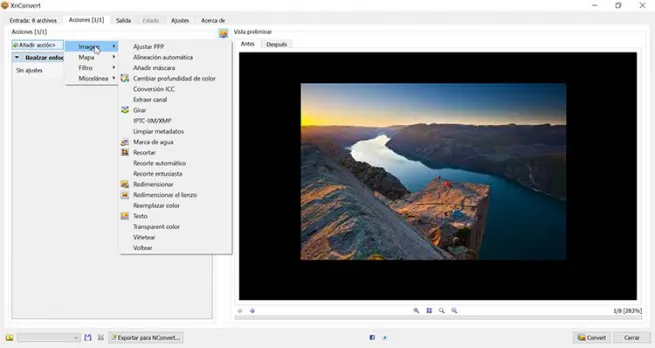 XnConvert
Entrada: 8 archivos
Acciones [1/1]
Salida
Estado
Ajustes
Acerca de
Acciones [1/1]
Añadir acción>
Realzar enfoq
Sin ajustes
Imagen
Mapa
Filtro
Miscelánea
Ajustar PPP
Alineación automática
Añadir máscara
Cambiar profundidad de color
Conversión ICC
Extraer canal
Girar
IPTC-IIM/XMP
Limpiar metadatos
Marca de agua
Recortar
Recorte automático
Recorte entusiasta
Redimensionar
Redimensionar el lienzo
Reemplazar color
Texto
Transparent color
Viñetear
Voltear
Vista preliminar
Antes
Después
1/8 [283%]
Exportar para NConvert...
Convert
Cerrar